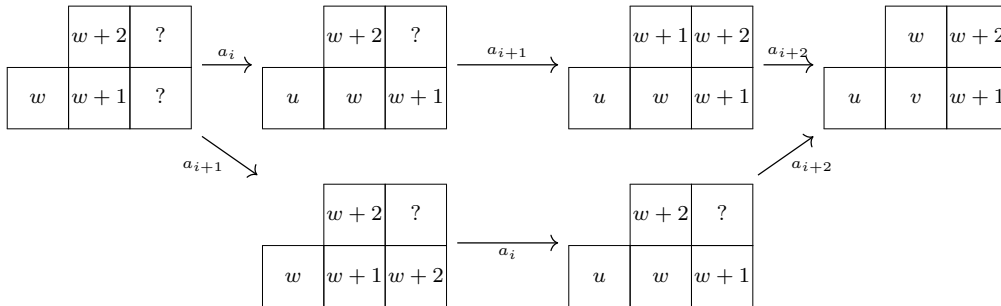 w + 2 ? w + 2 ? w + 1 w + 2 w w + 2
a_i a_{i+1} a_{i+2}
w w + 1 ? u w w + 1 u w w + 1 u v w + 1
a_{i+1} a_{i+2}
w + 2 ? w + 2 ?
a_i
w w + 1 w + 2 u w w + 1